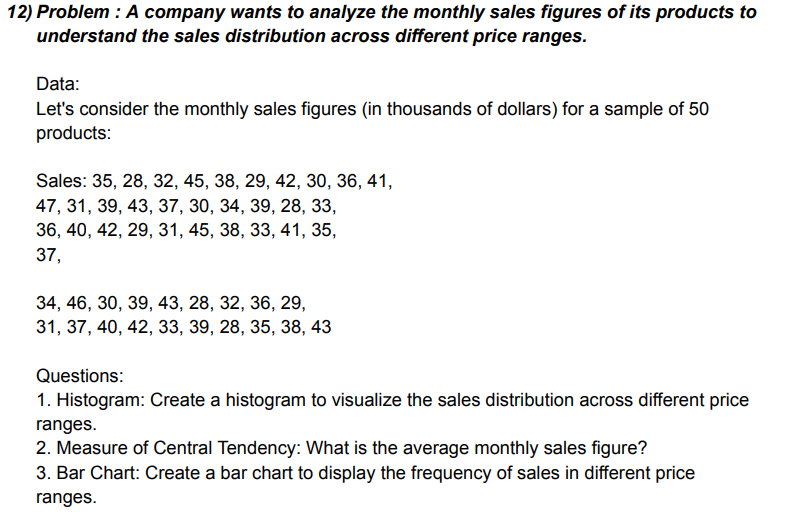 12) Problem : A company wants to analyze the monthly sales figures of its products to
understand the sales distribution across different price ranges.
Data:
Let's consider the monthly sales figures (in thousands of dollars) for a sample of 50
products:
Sales: 35, 28, 32, 45, 38, 29, 42, 30, 36, 41,
47, 31, 39, 43, 37, 30, 34, 39, 28, 33,
36, 40, 42, 29, 31, 45, 38, 33, 41, 35,
37,
34, 46, 30, 39, 43, 28, 32, 36, 29,
31, 37, 40, 42, 33, 39, 28, 35, 38, 43
Questions:
1. Histogram: Create a histogram to visualize the sales distribution across different price
ranges.
2. Measure of Central Tendency: What is the average monthly sales figure?
3. Bar Chart: Create a bar chart to display the frequency of sales in different price
ranges.